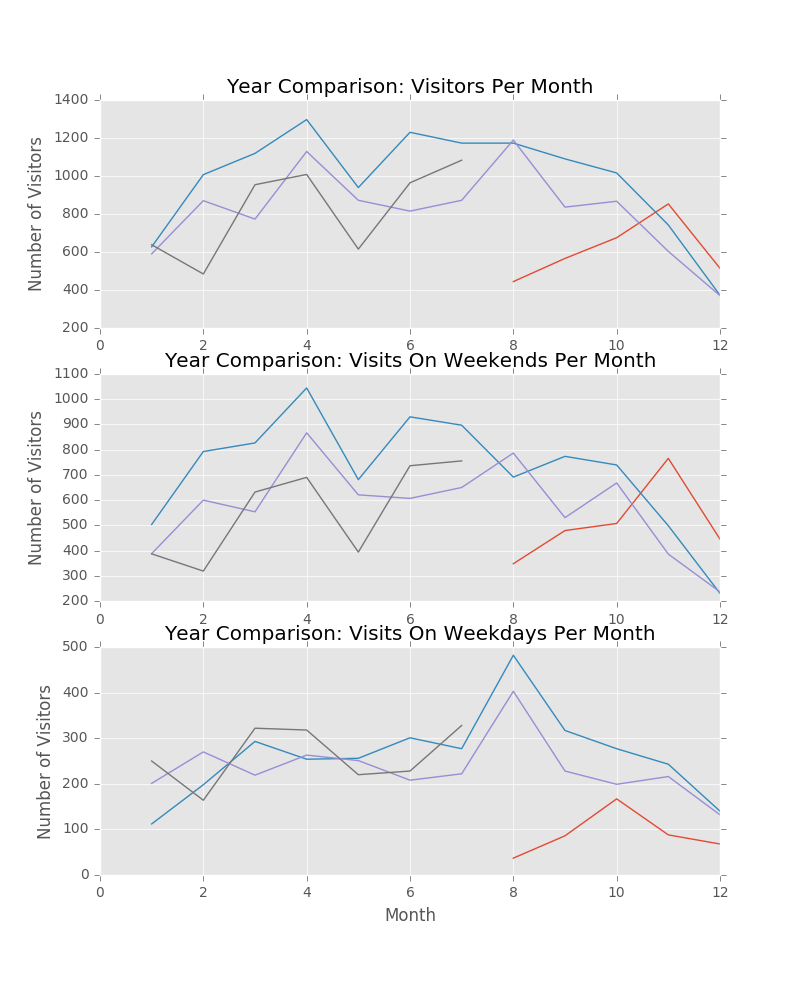 Year Comparison: Visitors Per Month
1400
1200
1000
800
600
400
200
Number of Visitors
0 2 4 6 8 10 12
Year Comparison: Visits On Weekends Per Month
1100
1000
900
800
700
600
500
400
300
200
Number of Visitors
0 2 4 6 8 10 12
Year Comparison: Visits On Weekdays Per Month
500
400
300
200
100
0
Number of Visitors
0 2 4 6 8 10 12
Month